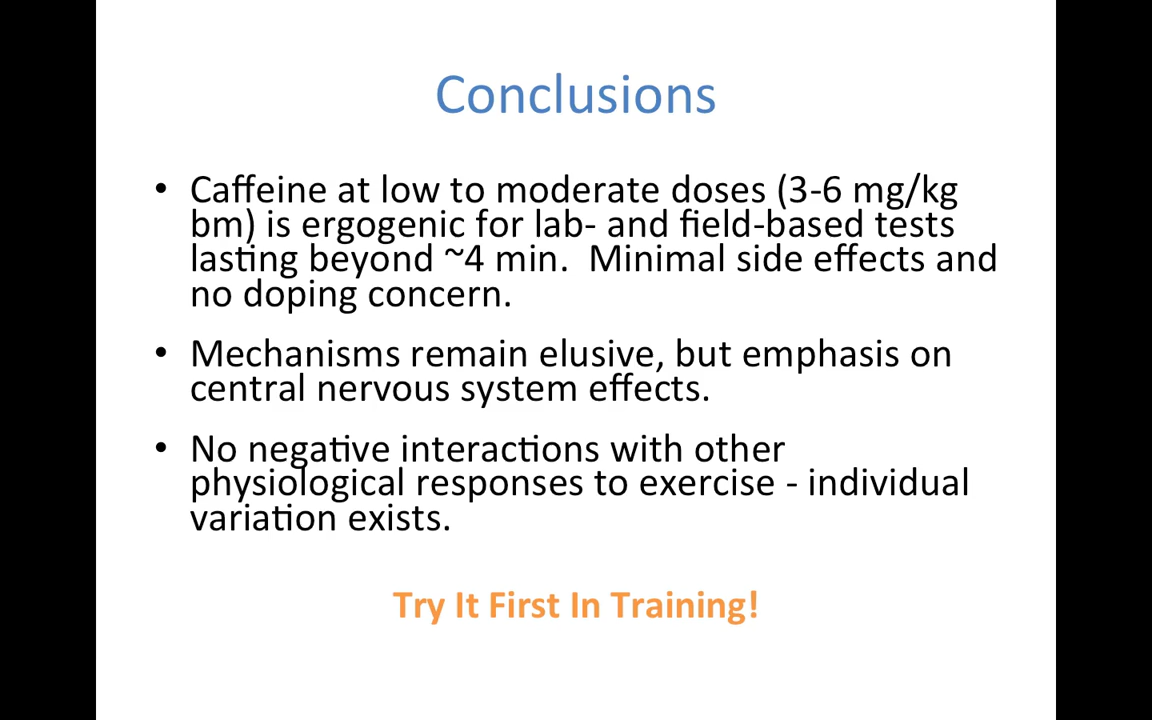 Conclusions
• Caffeine at low to moderate doses (3-6 mg/kg
bm) is ergogenic for lab- and field-based tests
lasting beyond ~4 min.  Minimal side effects and
no doping concern.
• Mechanisms remain elusive, but emphasis on
central nervous system effects.
• No negative interactions with other
physiological responses to exercise - individual
variation exists.
Try It First In Training!